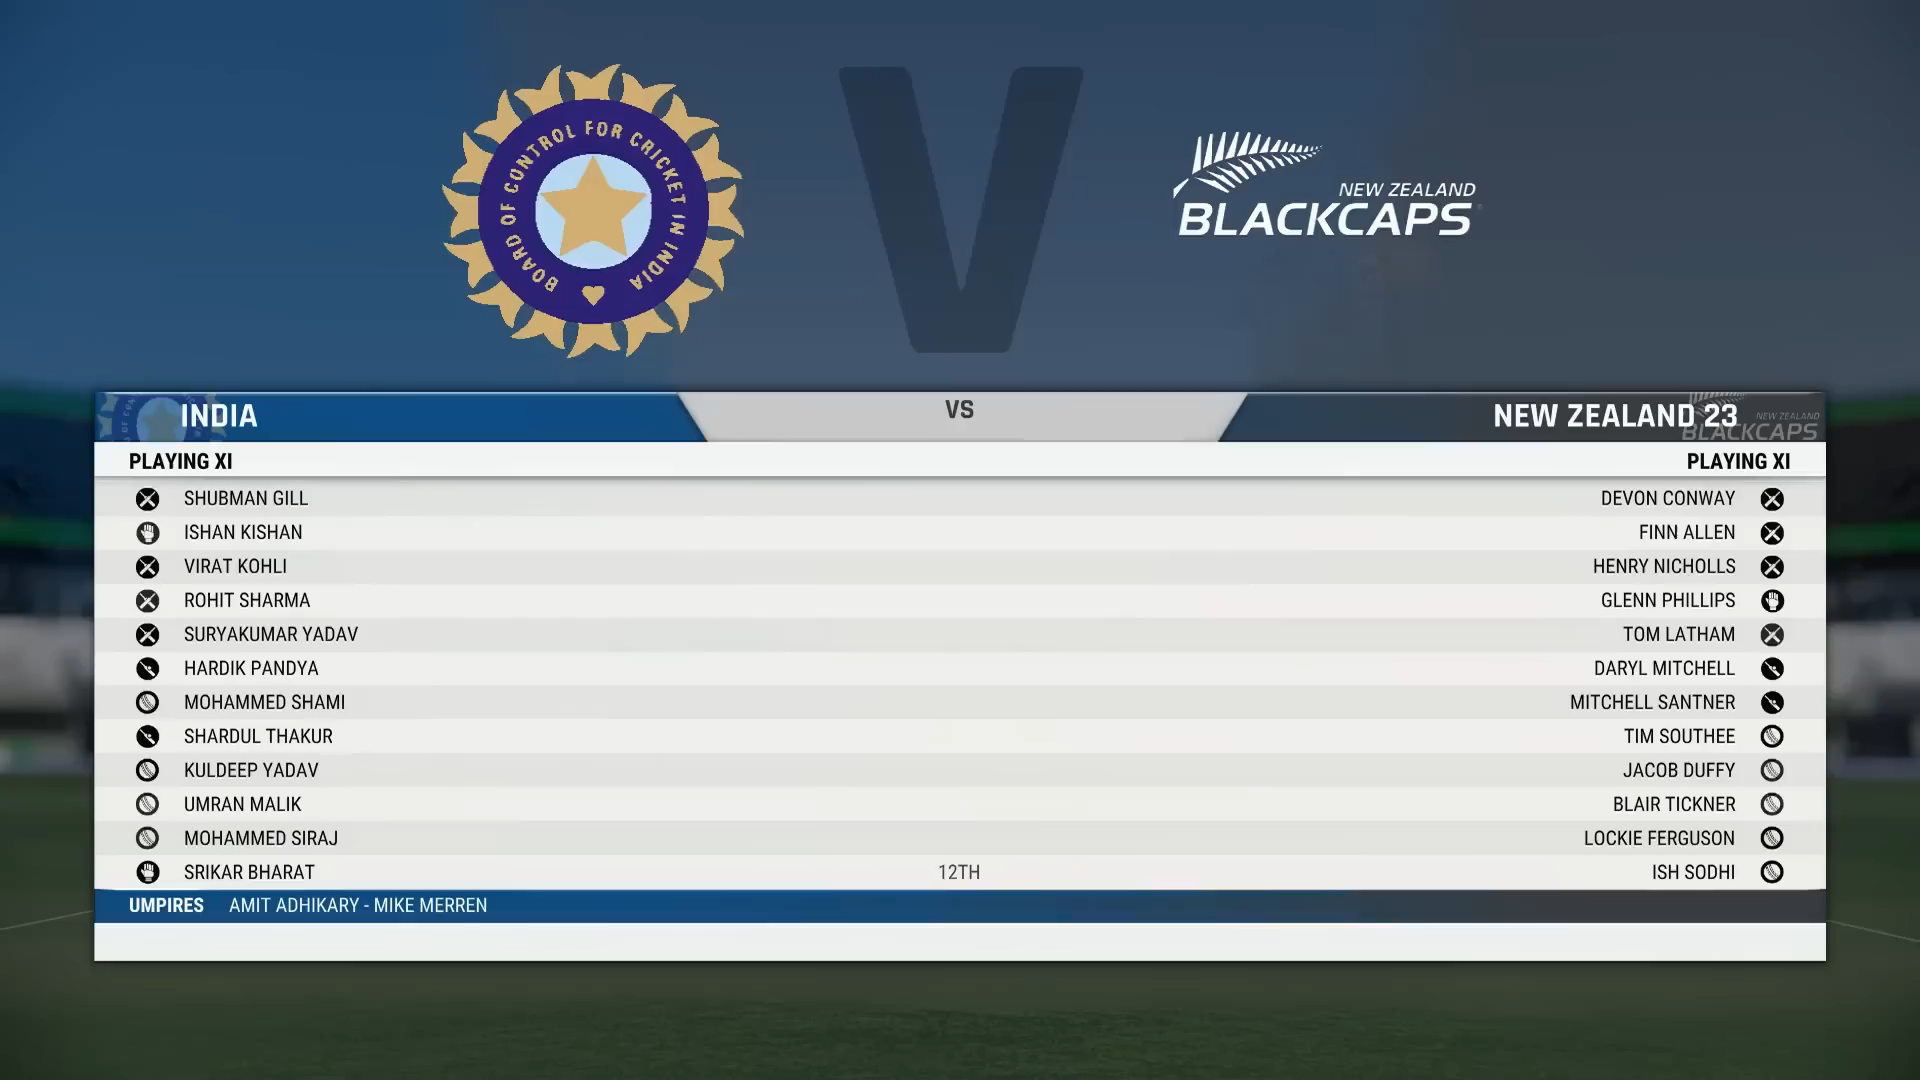 BOARD OF CONTROL FOR CRICKET IN INDIA
V
NEW ZEALAND
BLACKCAPS
INDIA
VS
NEW ZEALAND 23
NEW ZEALAND
BLACKCAPS
PLAYING XI
PLAYING XI
SHUBMAN GILL
DEVON CONWAY
ISHAN KISHAN
FINN ALLEN
VIRAT KOHLI
HENRY NICHOLLS
ROHIT SHARMA
GLENN PHILLIPS
SURYAKUMAR YADAV
TOM LATHAM
HARDIK PANDYA
DARYL MITCHELL
MOHAMMED SHAMI
MITCHELL SANTNER
SHARDUL THAKUR
TIM SOUTHEE
KULDEEP YADAV
JACOB DUFFY
UMRAN MALIK
BLAIR TICKNER
MOHAMMED SIRAJ
LOCKIE FERGUSON
SRIKAR BHARAT
12TH
ISH SODHI
UMPIRES AMIT ADHIKARY - MIKE MERREN